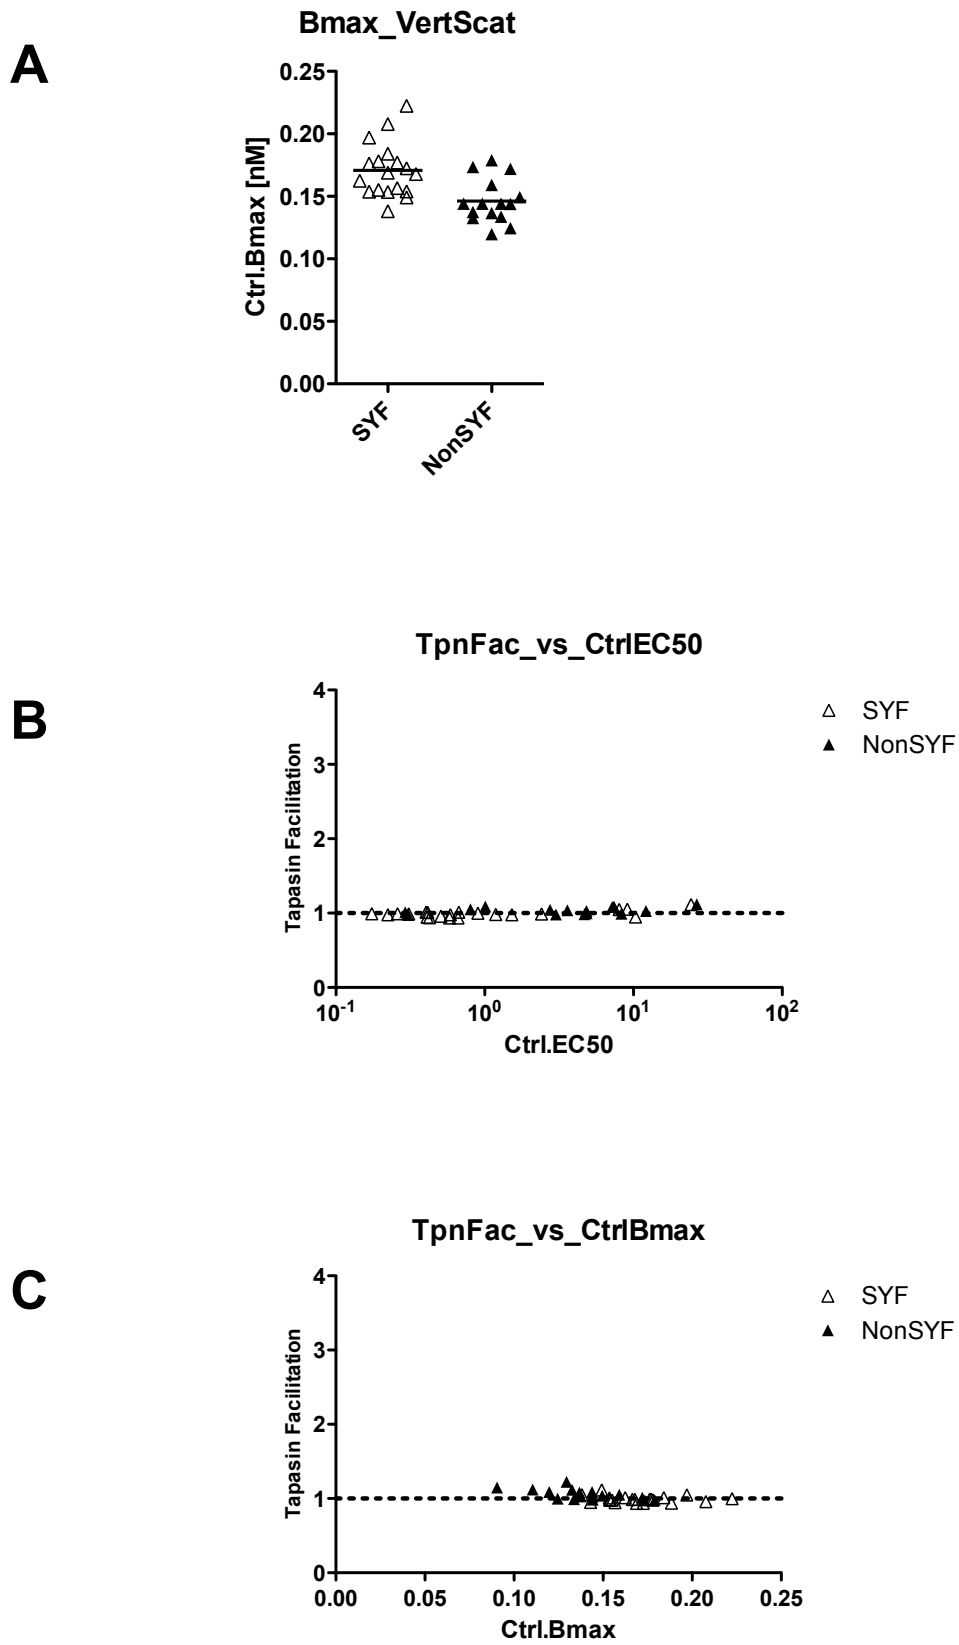 A
Bmax_VertScat
Ctrl.Bmax [nM]
0.25
0.20
0.15
0.10
0.05
0.00
SYF
NonSYF
B
TpnFac_vs_CtrlEC50
Tapasin Facilitation
4
3
2
1
0
10-1
100
101
102
Ctrl.EC50
SYF
NonSYF
C
TpnFac_vs_CtrlBmax
Tapasin Facilitation
4
3
2
1
0
0.00 0.05 0.10 0.15 0.20 0.25
Ctrl.Bmax
SYF
NonSYF